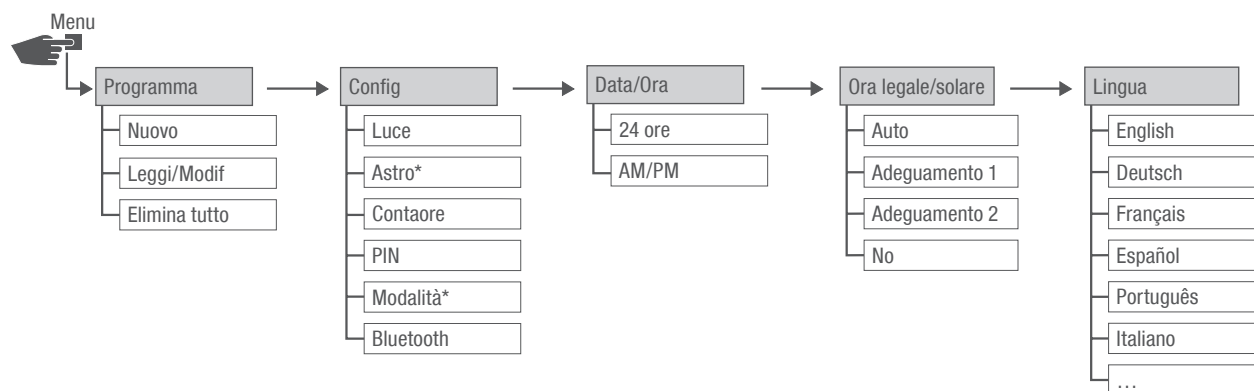 Menu
Programma
Nuovo
Leggi/Modif
Elimina tutto
Config
Luce
Astro*
Contaore
PIN
Modalità*
Bluetooth
Data/Ora
24 ore
AM/PM
Ora legale/solare
Auto
Adeguamento 1
Adeguamento 2
No
Lingua
English
Deutsch
Français
Español
Português
Italiano
…